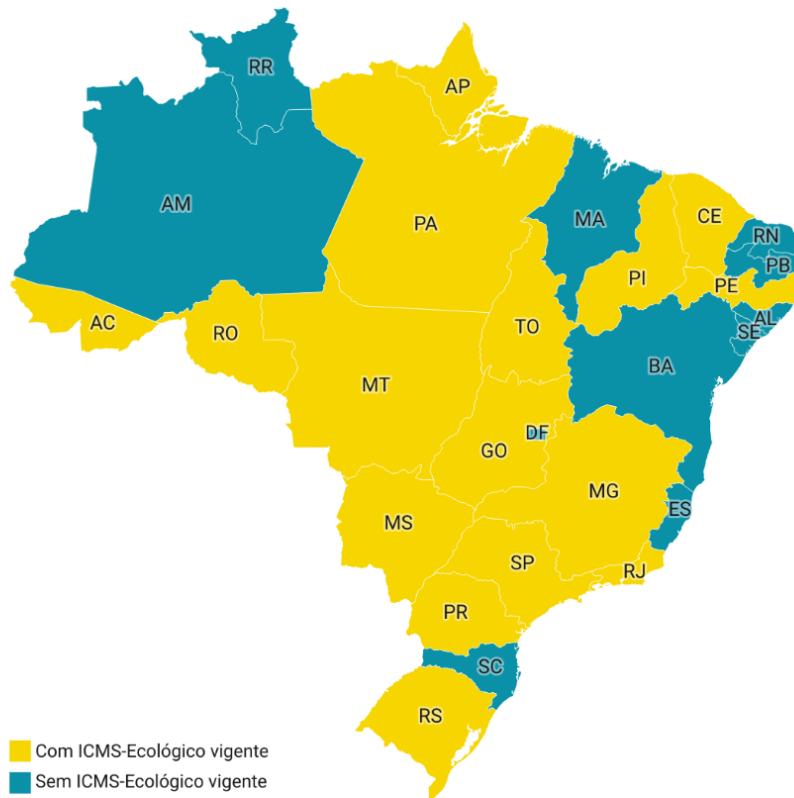 RR
AP
AM
PA
MA
CE
RN
PB
PI
PE
AC
RO
TO
AL
SE
MT
BA
DF
GO
MG
ES
MS
SP
RJ
PR
SC
RS
Com ICMS-Ecológico vigente
Sem ICMS-Ecológico vigente